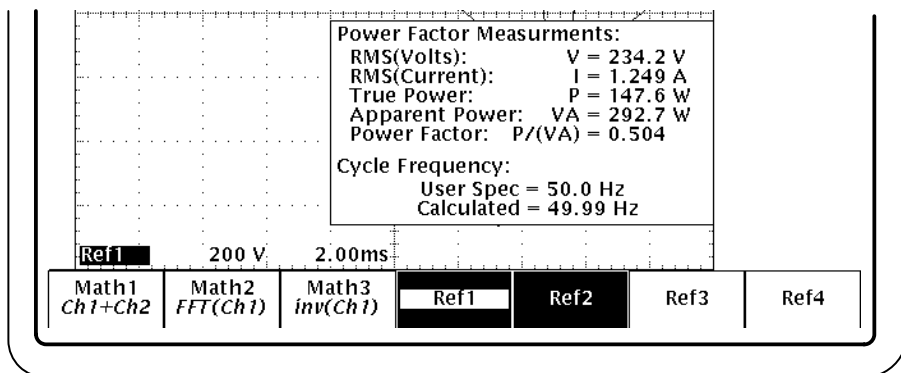 Power Factor Measurments:
RMS(Volts): V = 234.2 V
RMS(Current): I = 1.249 A
True Power: P = 147.6 W
Apparent Power: VA = 292.7 W
Power Factor: P/(VA) = 0.504
Cycle Frequency:
User Spec = 50.0 Hz
Calculated = 49.99 Hz
Ref1 200 V 2.00ms
Math1 Math2 Math3 Ref1 Ref2 Ref3 Ref4
Ch1+Ch2 FFT(Ch1) inv(Ch1)